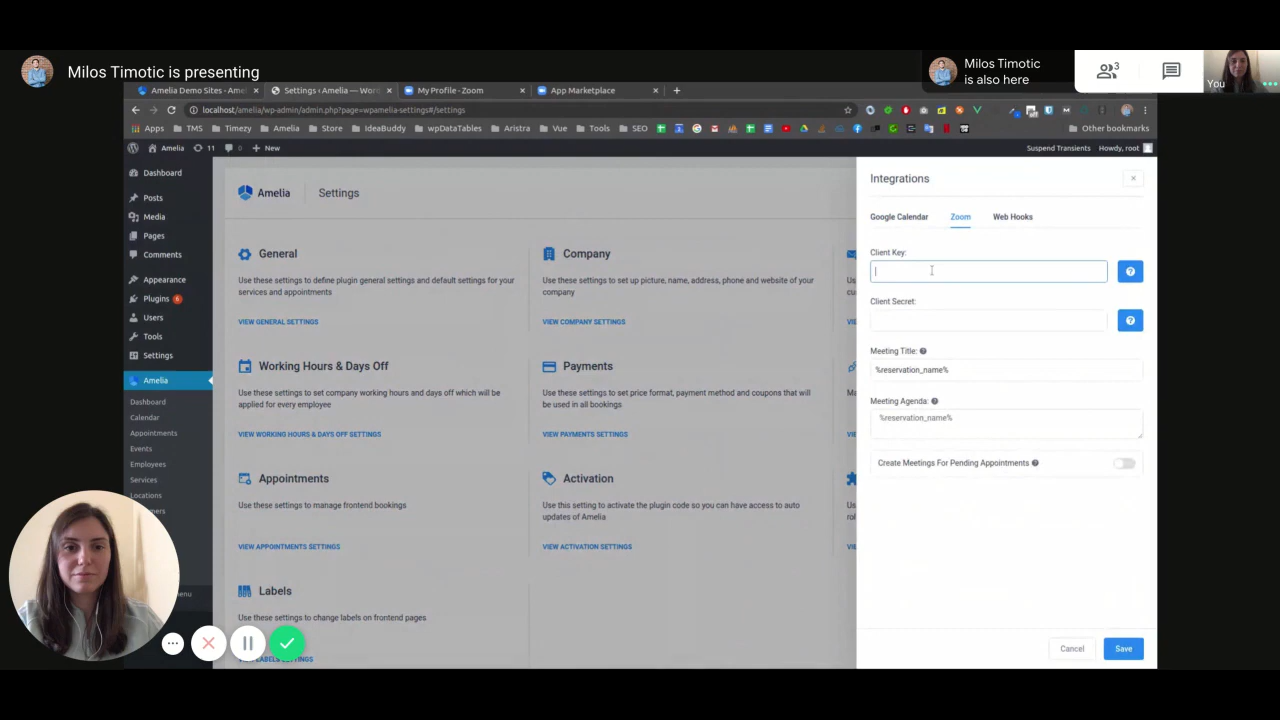 Milos Timotic is presenting
Milos Timotic
is also here
3
You
Amelia Demo Sites - Amel
Settings ‹ Amelia — Word
My Profile - Zoom
App Marketplace
localhost/amelia/wp-admin/admin.php?page=wpamelia-settings#/settings
Apps
TMS
Timezy
Amelia
Store
IdeaBuddy
wpDataTables
Aristra
Vue
Tools
SEO
Other bookmarks
Amelia
11
0
New
Suspend Transients
Howdy, root
Dashboard
Posts
Media
Pages
Comments
Appearance
Plugins 6
Users
Tools
Settings
Amelia
Dashboard
Calendar
Appointments
Events
Employees
Services
Locations
omers
menu
Amelia
Settings
General
Use these settings to define plugin general settings and default settings for your
services and appointments
VIEW GENERAL SETTINGS
Company
Use these settings to set up picture, name, address, phone and website of your
company
VIEW COMPANY SETTINGS
Working Hours & Days Off
Use these settings to set company working hours and days off which will be
applied for every employee
VIEW WORKING HOURS & DAYS OFF SETTINGS
Payments
Use these settings to set price format, payment method and coupons that will
be used in all bookings
VIEW PAYMENTS SETTINGS
Appointments
Use these settings to manage frontend bookings
VIEW APPOINTMENTS SETTINGS
Activation
Use this setting to activate the plugin code so you can have access to auto
updates of Amelia
VIEW ACTIVATION SETTINGS
Labels
Use these settings to change labels on frontend pages
Integrations
Google Calendar
Zoom
Web Hooks
Client Key:
Client Secret:
Meeting Title:
%reservation_name%
Meeting Agenda:
%reservation_name%
Create Meetings For Pending Appointments
Cancel
Save